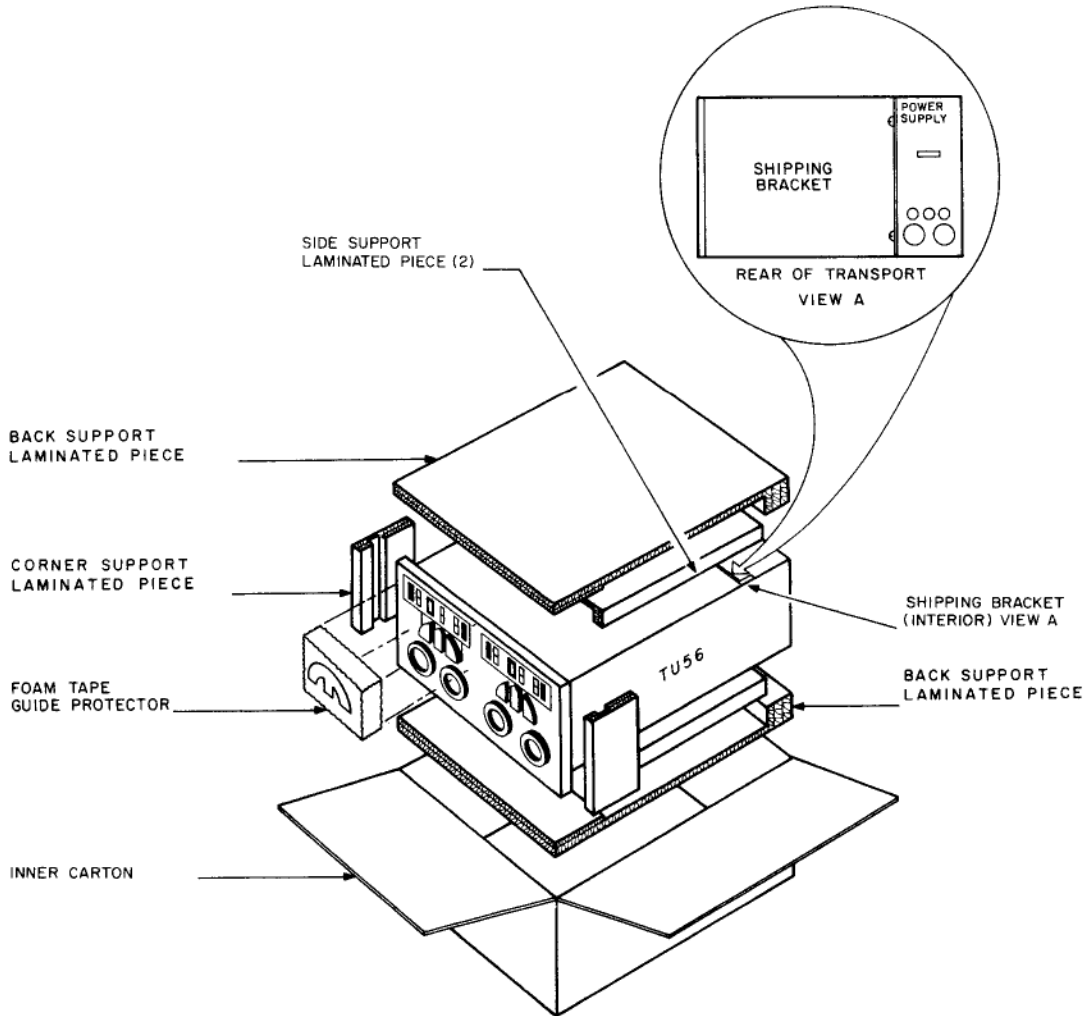 POWER
SUPPLY
SHIPPING
BRACKET
REAR OF TRANSPORT
VIEW A
SIDE SUPPORT
LAMINATED PIECE (2)
BACK SUPPORT
LAMINATED PIECE
CORNER SUPPORT
LAMINATED PIECE
SHIPPING BRACKET
(INTERIOR) VIEW A
TU56
FOAM TAPE
GUIDE PROTECTOR
BACK SUPPORT
LAMINATED PIECE
INNER CARTON